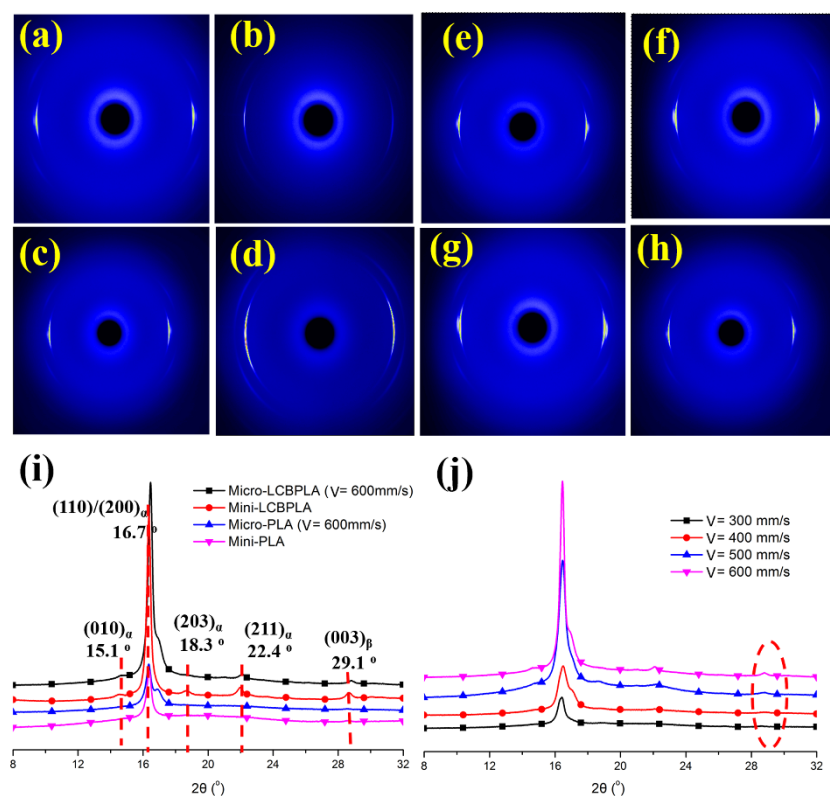 (a)
(b)
(e)
(f)
(c)
(d)
(g)
(h)
(i)
(110)/(200)α
16.7 o
Micro-LCBPLA ( V= 600mm/s)
Mini-LCBPLA
Micro-PLA ( V= 600mm/s)
Mini-PLA
(010)α
15.1 o
(203)α
18.3 o
(211)α
22.4 o
(003)β
29.1 o
8 12 16 20 24 28 32
2θ (°)
(j)
V= 300 mm/s
V= 400 mm/s
V= 500 mm/s
V= 600 mm/s
8 12 16 20 24 28 32
2θ (°)